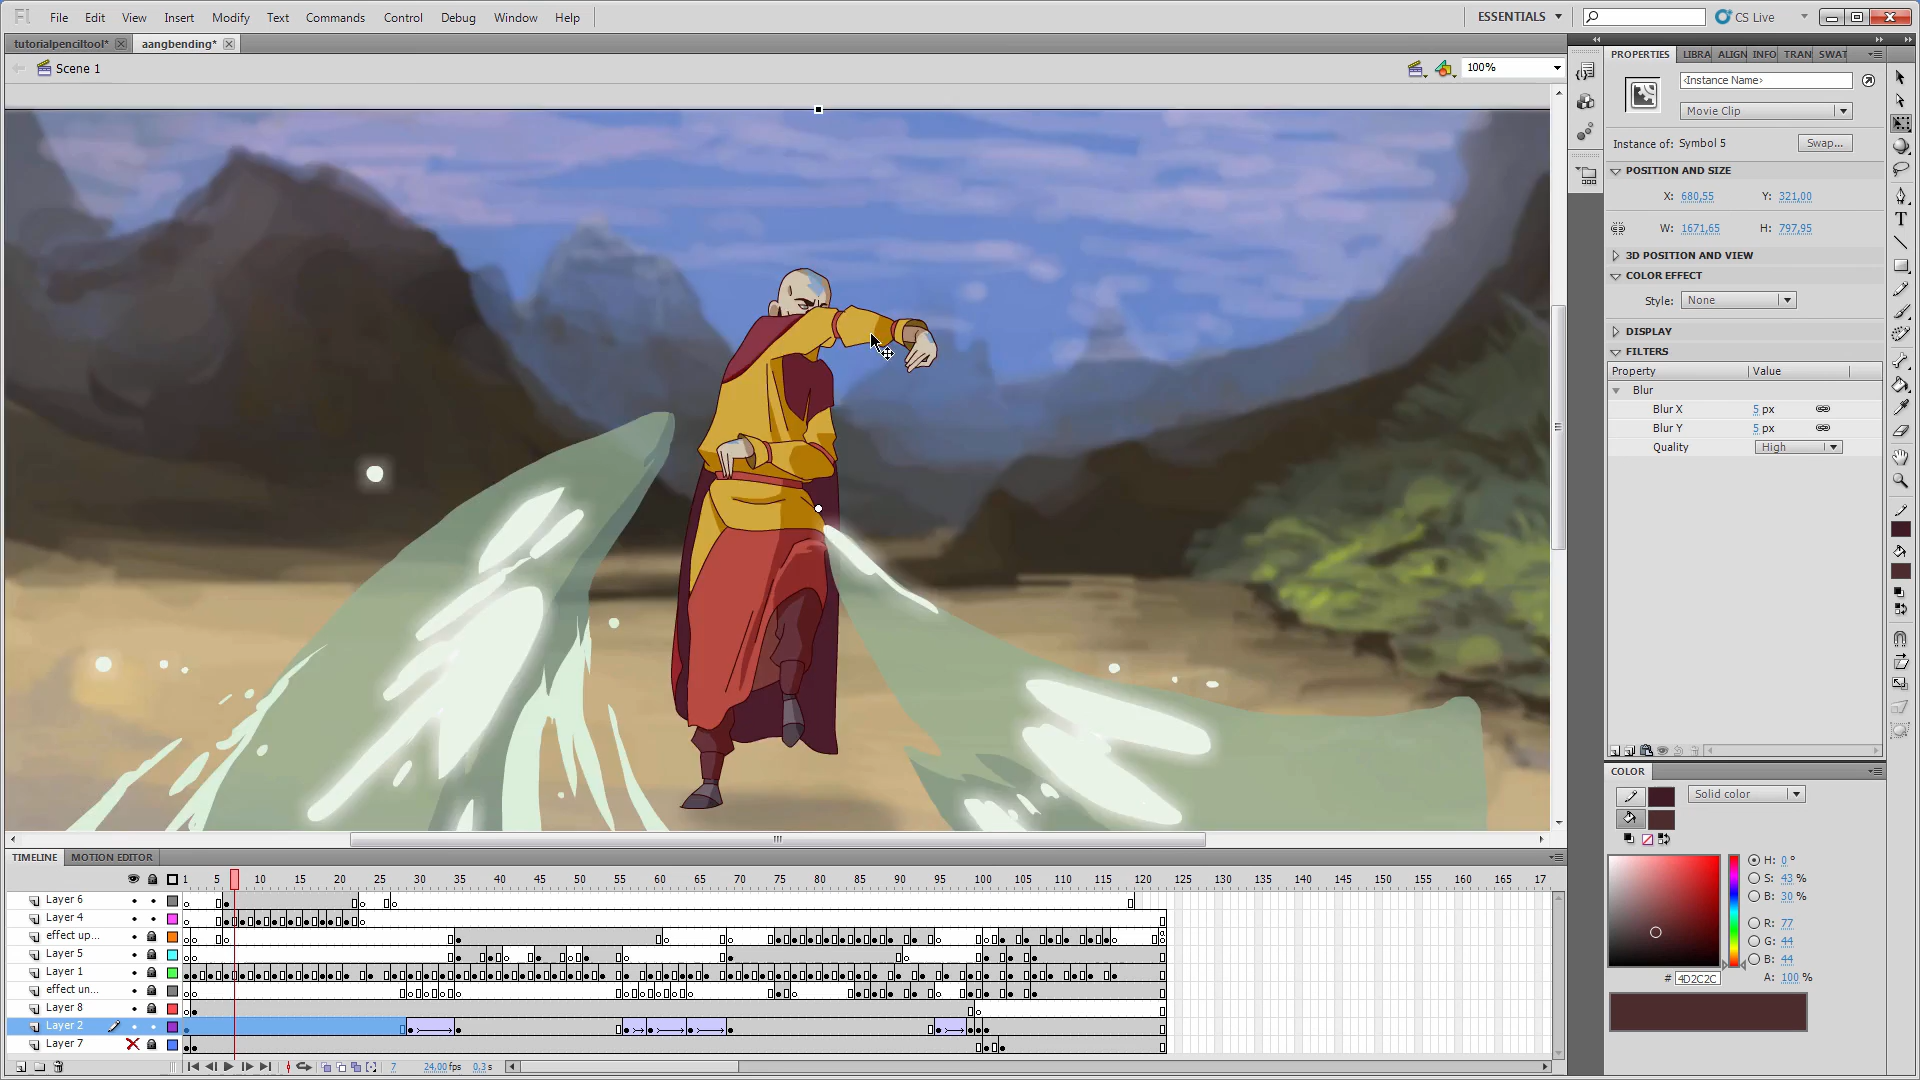 Fl File Edit View Insert Modify Text Commands Control Debug Window Help ESSENTIALS CS Live
tutorialpenciltool* aangbending*
Scene 1 100%
PROPERTIES LIBRA ALIGN INFO TRAN SWAT
<Instance Name>
Movie Clip
Instance of: Symbol 5 Swap...
POSITION AND SIZE
X: 680,55 Y: 321,00
W: 1671,65 H: 797,95
3D POSITION AND VIEW
COLOR EFFECT
Style: None
DISPLAY
FILTERS
Property Value
Blur
Blur X 5 px
Blur Y 5 px
Quality High
COLOR
Solid color
H: 0 °
S: 43 %
B: 30 %
R: 77
G: 44
B: 44
# 4D2C2C A: 100 %
TIMELINE MOTION EDITOR
1 5 10 15 20 25 30 35 40 45 50 55 60 65 70 75 80 85 90 95 100 105 110 115 120 125 130 135 140 145 150 155 160 165 17
Layer 6
Layer 4
effect up...
Layer 5
Layer 1
effect un...
Layer 8
Layer 2
Layer 7
7 24,00 fps 0,3 s